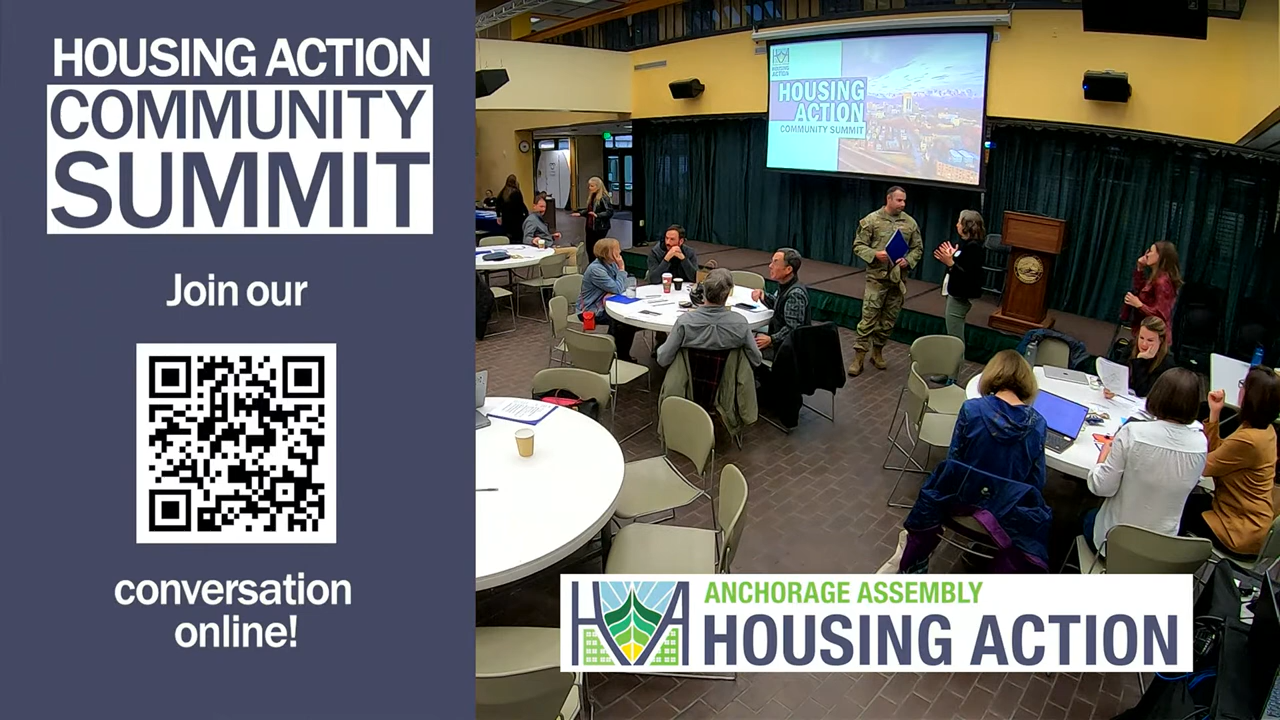 HOUSING ACTION
COMMUNITY
SUMMIT
Join our
conversation
online!
HOUSING
ACTION
COMMUNITY SUMMIT
ANCHORAGE ASSEMBLY
HOUSING ACTION